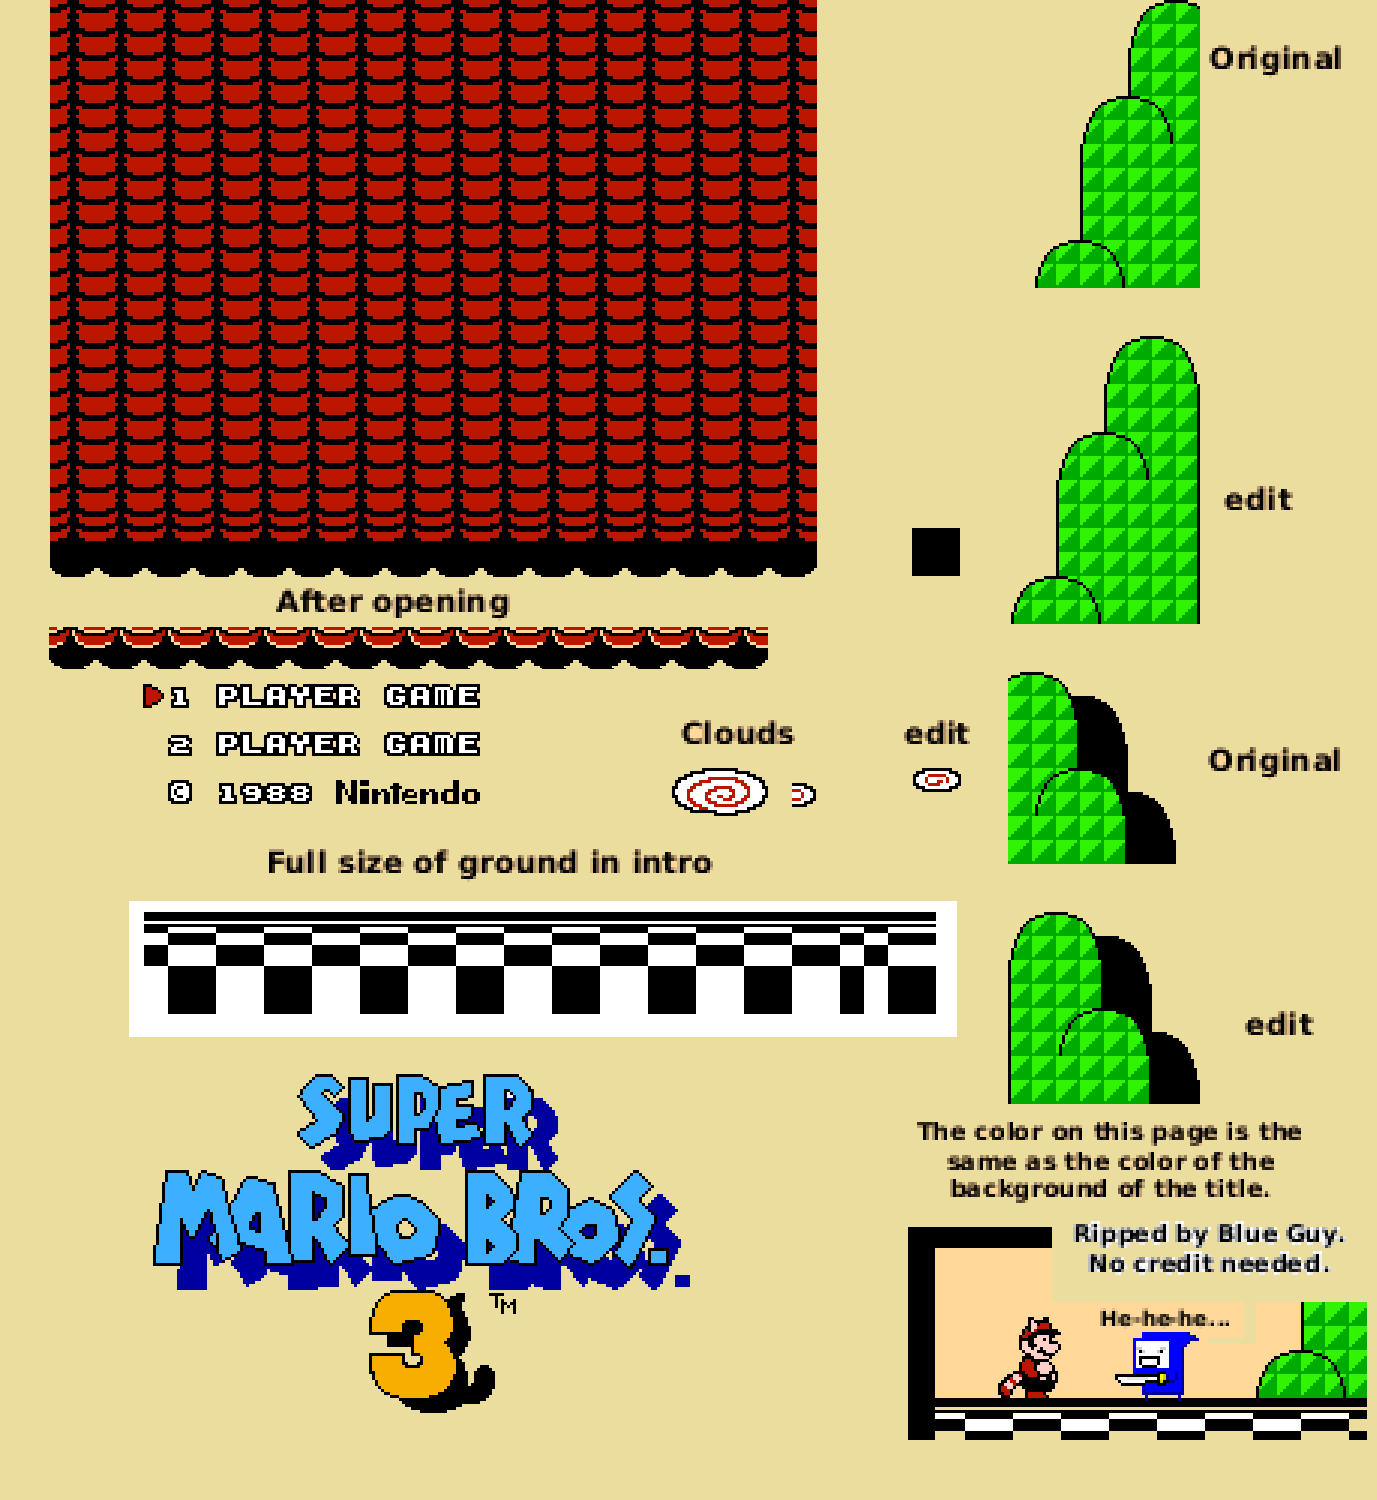 Original
edit
After opening
1 PLAYER GAME
2 PLAYER GAME
© 1988 Nintendo
Clouds
edit
Original
Full size of ground in intro
edit
SUPER
MARIO BROS.
3 TM
The color on this page is the
same as the color of the
background of the title.
Ripped by Blue Guy.
No credit needed.
He-he-he...